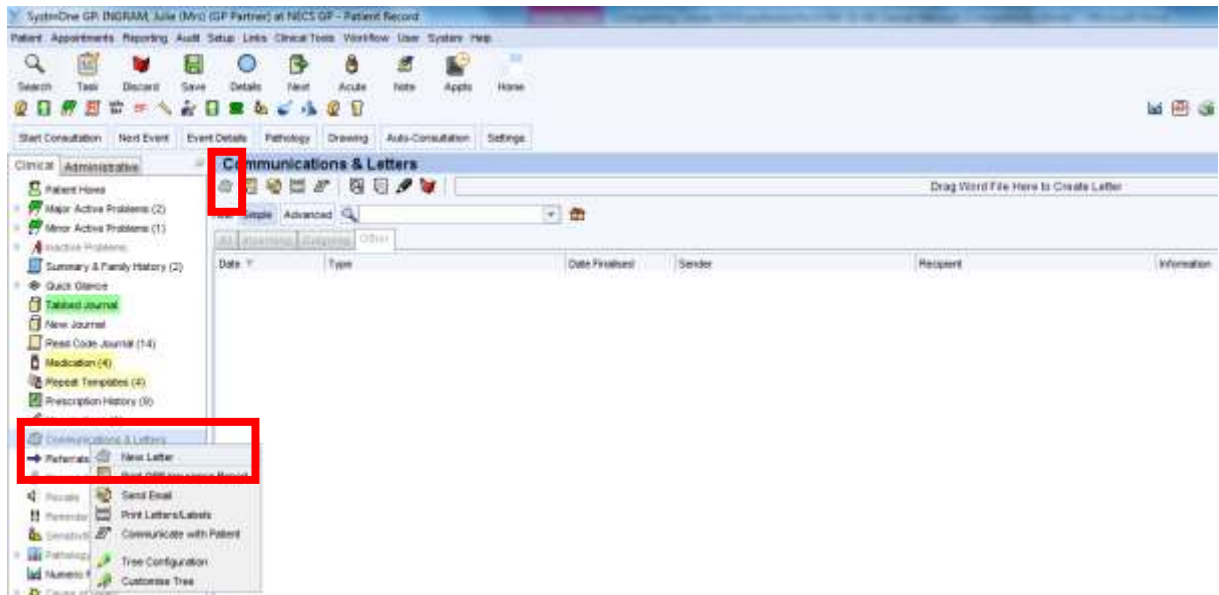 SystmOne GP: INGRAM, Julie (Mrs) (GP Partner) at NECS GP - Patient Record
Patient Appointments Reporting Audit Setup Links Clinical Tools Workflow User System Help
Search Task Discard Save Details Next Acute Note Appts Home
Start Consultation Next Event Event Details Pathology Drawing Auto-Consultation Settings
Clinical Administrative
Communications & Letters
Patient Home
Drag Word File Here to Create Letter
Major Active Problems (2)
Simple Advanced
Minor Active Problems (1)
Inactive Problems
All Incoming Outgoing Other
Summary & Family History (2)
Date Type Date Finalised Sender Recipient Information
Quick Glance
Tabbed Journal
New Journal
Read Code Journal (14)
Medication (4)
Repeat Templates (4)
Prescription History (9)
Communications & Letters
Referrals
New Letter
Recalls
Send Email
Print Letters/Labels
Communicate with Patient
Pathology
Tree Configuration
Numeric
Customise Tree